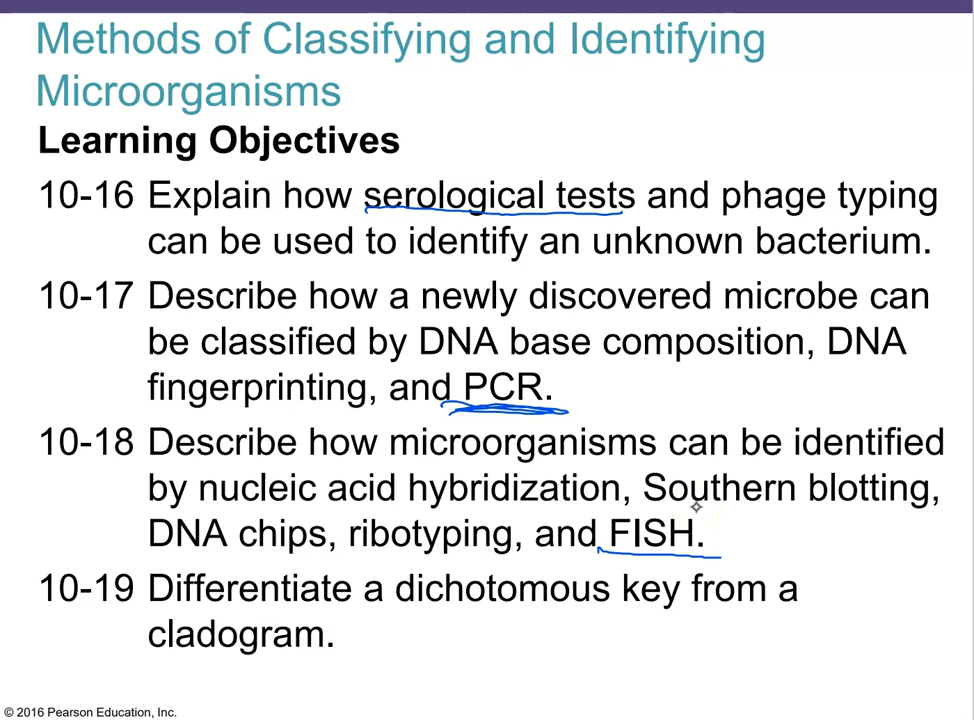 Methods of Classifying and Identifying
Microorganisms
Learning Objectives
10-16 Explain how serological tests and phage typing
can be used to identify an unknown bacterium.
10-17 Describe how a newly discovered microbe can
be classified by DNA base composition, DNA
fingerprinting, and PCR.
10-18 Describe how microorganisms can be identified
by nucleic acid hybridization, Southern blotting,
DNA chips, ribotyping, and FISH.
10-19 Differentiate a dichotomous key from a
cladogram.
© 2016 Pearson Education, Inc.